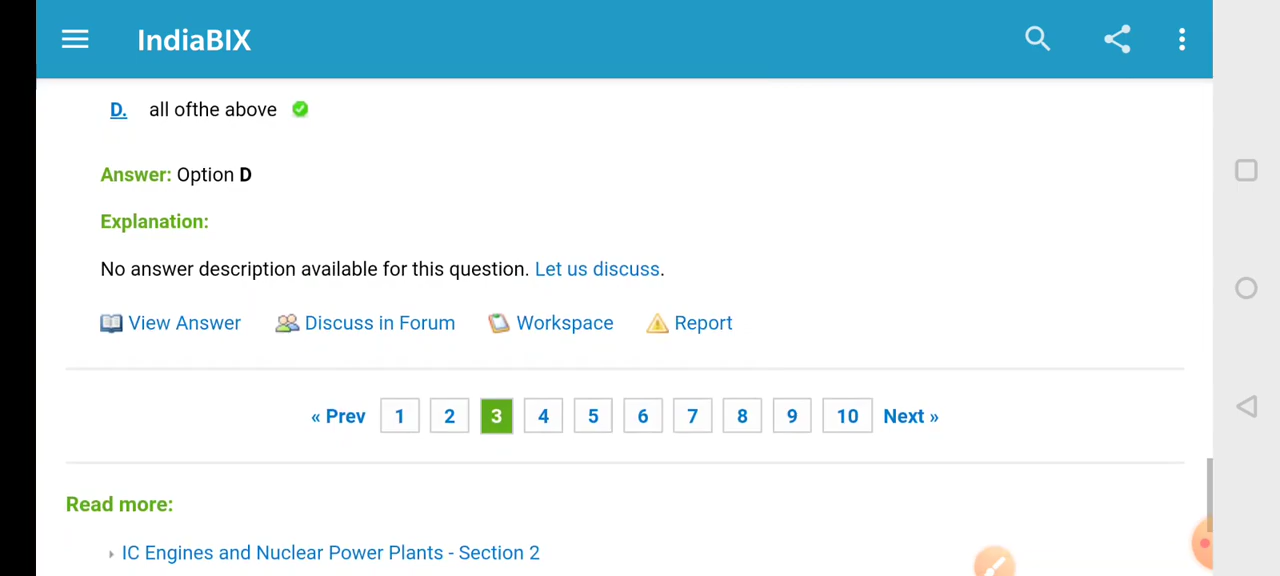 IndiaBIX
D. all ofthe above
Answer: Option D
Explanation:
No answer description available for this question. Let us discuss.
View Answer Discuss in Forum Workspace Report
« Prev 1 2 3 4 5 6 7 8 9 10 Next »
Read more:
IC Engines and Nuclear Power Plants - Section 2